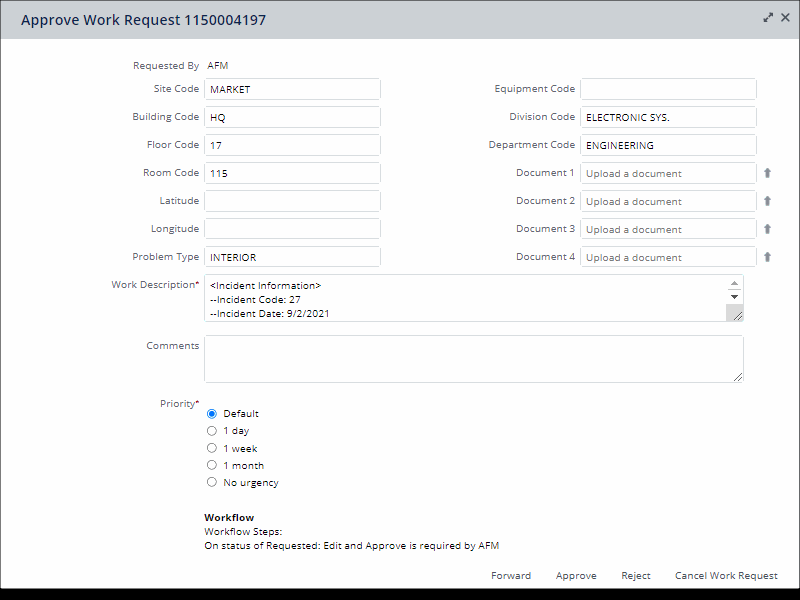 Approve Work Request 1150004197
Requested By AFM
Site Code MARKET Equipment Code
Building Code HQ Division Code ELECTRONIC SYS.
Floor Code 17 Department Code ENGINEERING
Room Code 115 Document 1 Upload a document
Latitude Document 2 Upload a document
Longitude Document 3 Upload a document
Problem Type INTERIOR Document 4 Upload a document
Work Description* <Incident Information>
--Incident Code: 27
--Incident Date: 9/2/2021
Comments
Priority*
Default
1 day
1 week
1 month
No urgency
Workflow
Workflow Steps:
On status of Requested: Edit and Approve is required by AFM
Forward Approve Reject Cancel Work Request